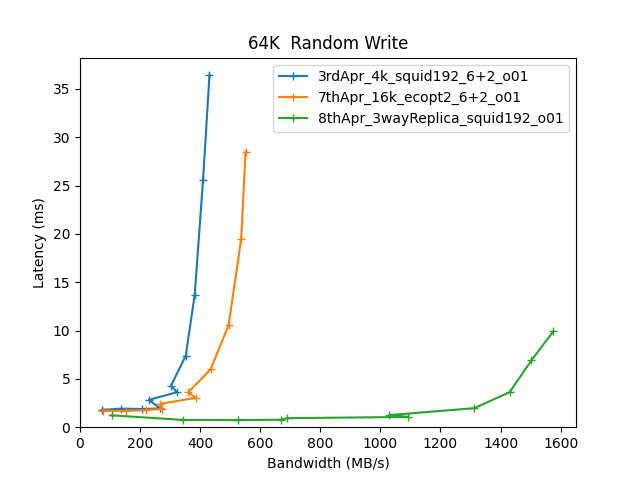 64K  Random Write
3rdApr_4k_squid192_6+2_o01
7thApr_16k_ecopt2_6+2_o01
8thApr_3wayReplica_squid192_o01
Latency (ms)
35
30
25
20
15
10
5
0
0 200 400 600 800 1000 1200 1400 1600
Bandwidth (MB/s)